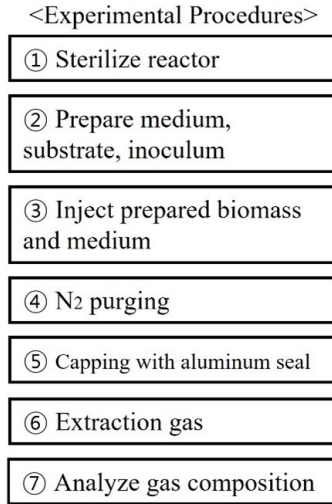 <Experimental Procedures>
① Sterilize reactor
② Prepare medium,
substrate, inoculum
③ Inject prepared biomass
and medium
④ N2 purging
⑤ Capping with aluminum seal
⑥ Extraction gas
⑦ Analyze gas composition